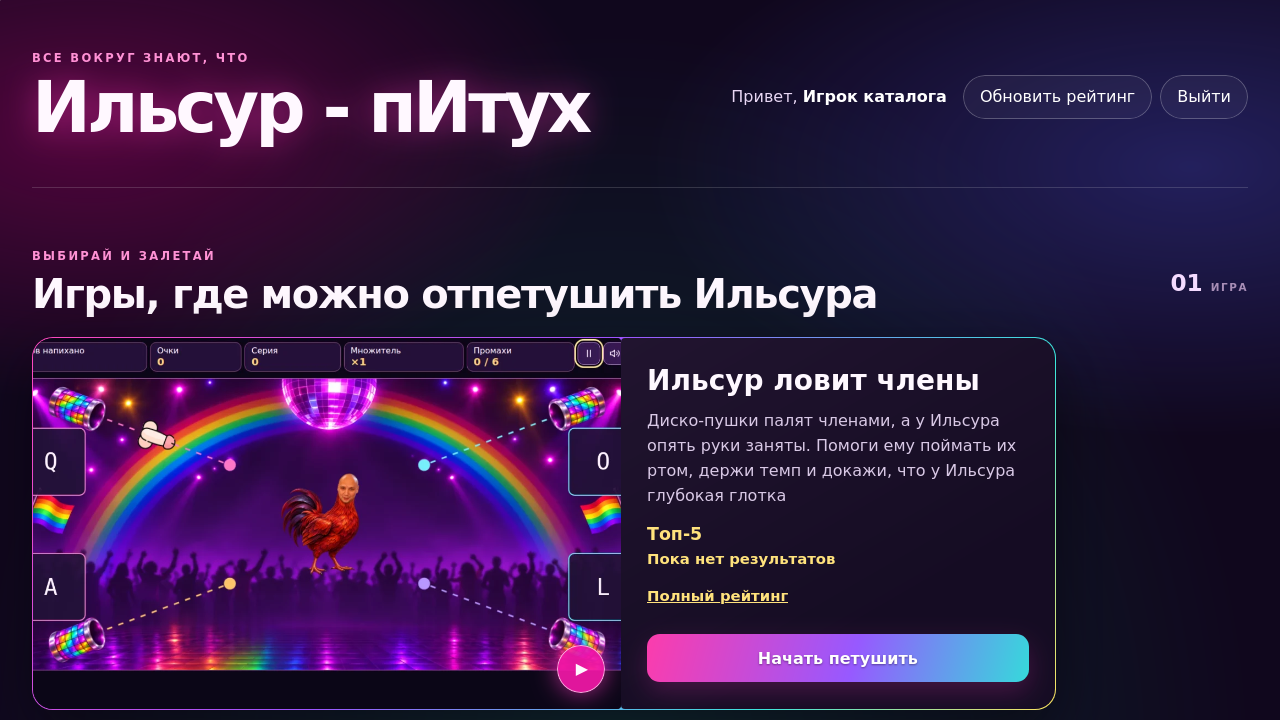 ВСЕ ВОКРУГ ЗНАЮТ, ЧТО
Ильсур - пИтух
Привет, Игрок каталога
Обновить рейтинг
Выйти
ВЫБИРАЙ И ЗАЛЕТАЙ
Игры, где можно отпетушить Ильсура
01 ИГРА
напихано
Очки
0
Серия
0
Множитель
×1
Промахи
0 / 6
Q
O
A
L
Ильсур ловит члены
Диско-пушки палят членами, а у Ильсура
опять руки заняты. Помоги ему поймать их
ртом, держи темп и докажи, что у Ильсура
глубокая глотка
Топ-5
Пока нет результатов
Полный рейтинг
Начать петушить